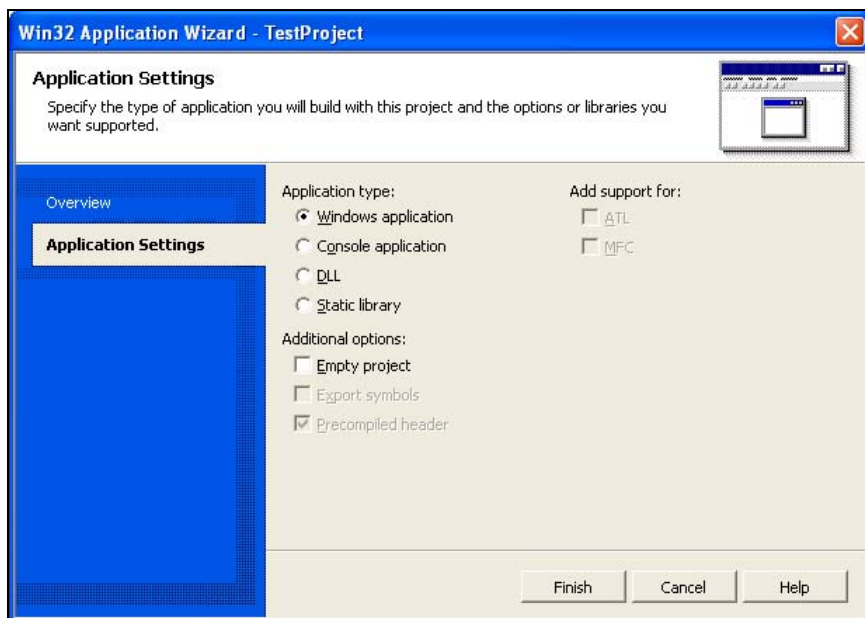 Win32 Application Wizard - TestProject
Application Settings
Specify the type of application you will build with this project and the options or libraries you
want supported.
Overview
Application Settings
Application type:
Windows application
Console application
DLL
Static library
Additional options:
Empty project
Export symbols
Precompiled header
Add support for:
ATL
MFC
Finish
Cancel
Help